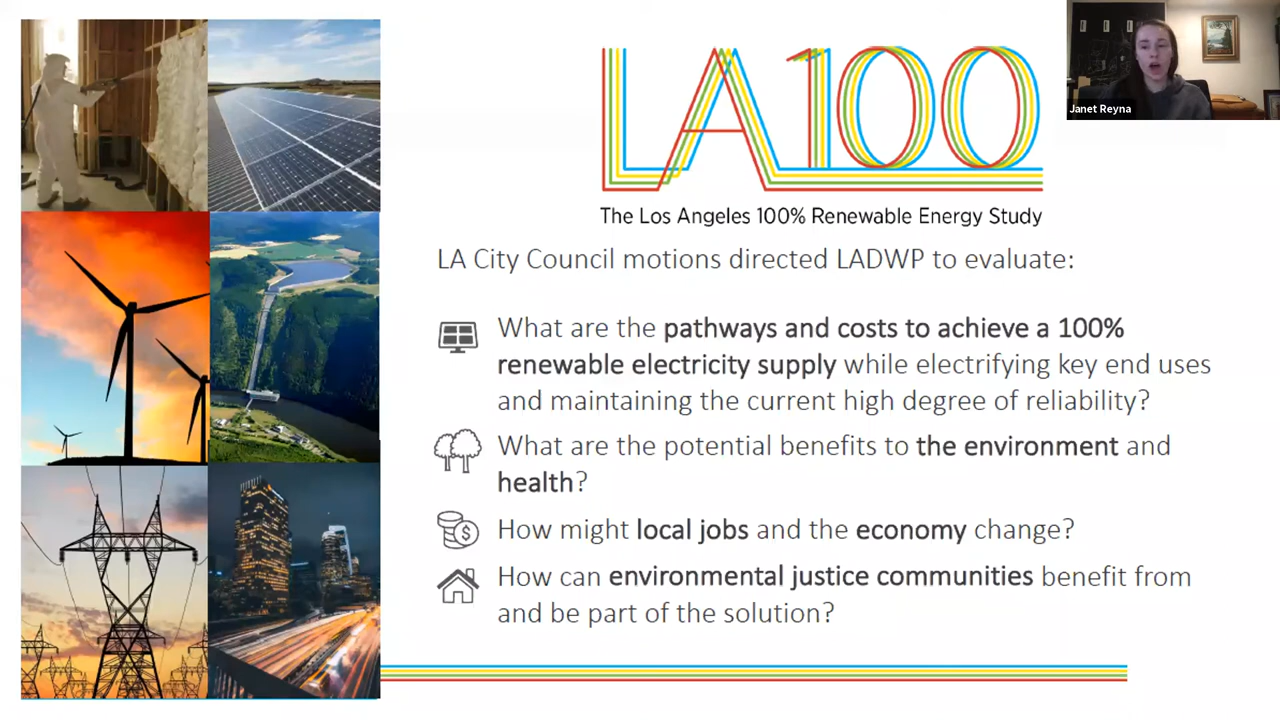 LA100
Janet Reyna
The Los Angeles 100% Renewable Energy Study
LA City Council motions directed LADWP to evaluate:
What are the pathways and costs to achieve a 100%
renewable electricity supply while electrifying key end uses
and maintaining the current high degree of reliability?
What are the potential benefits to the environment and
health?
How might local jobs and the economy change?
How can environmental justice communities benefit from
and be part of the solution?